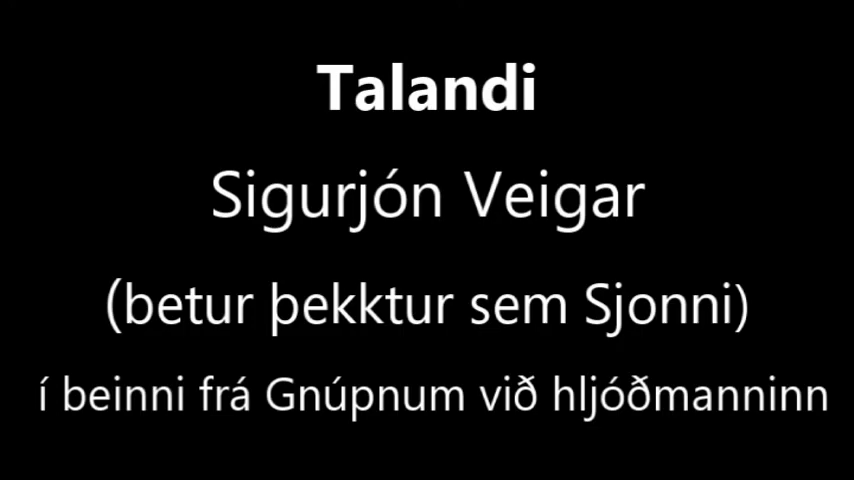 Talandi
Sigurjón Veigar
(betur þekktur sem Sjonni)
í beinni frá Gnúpnum við hljóðmanninn